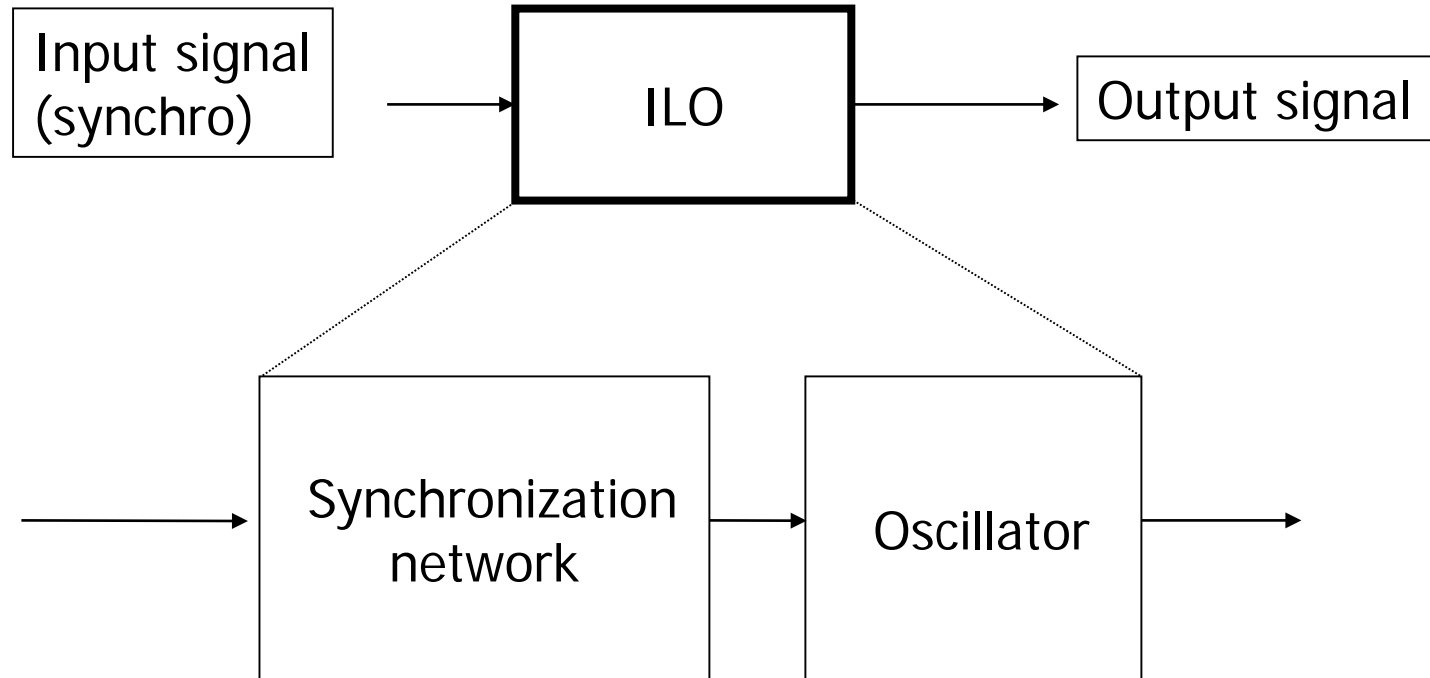 Input signal
(synchro)
ILO
Output signal
Synchronization
network
Oscillator